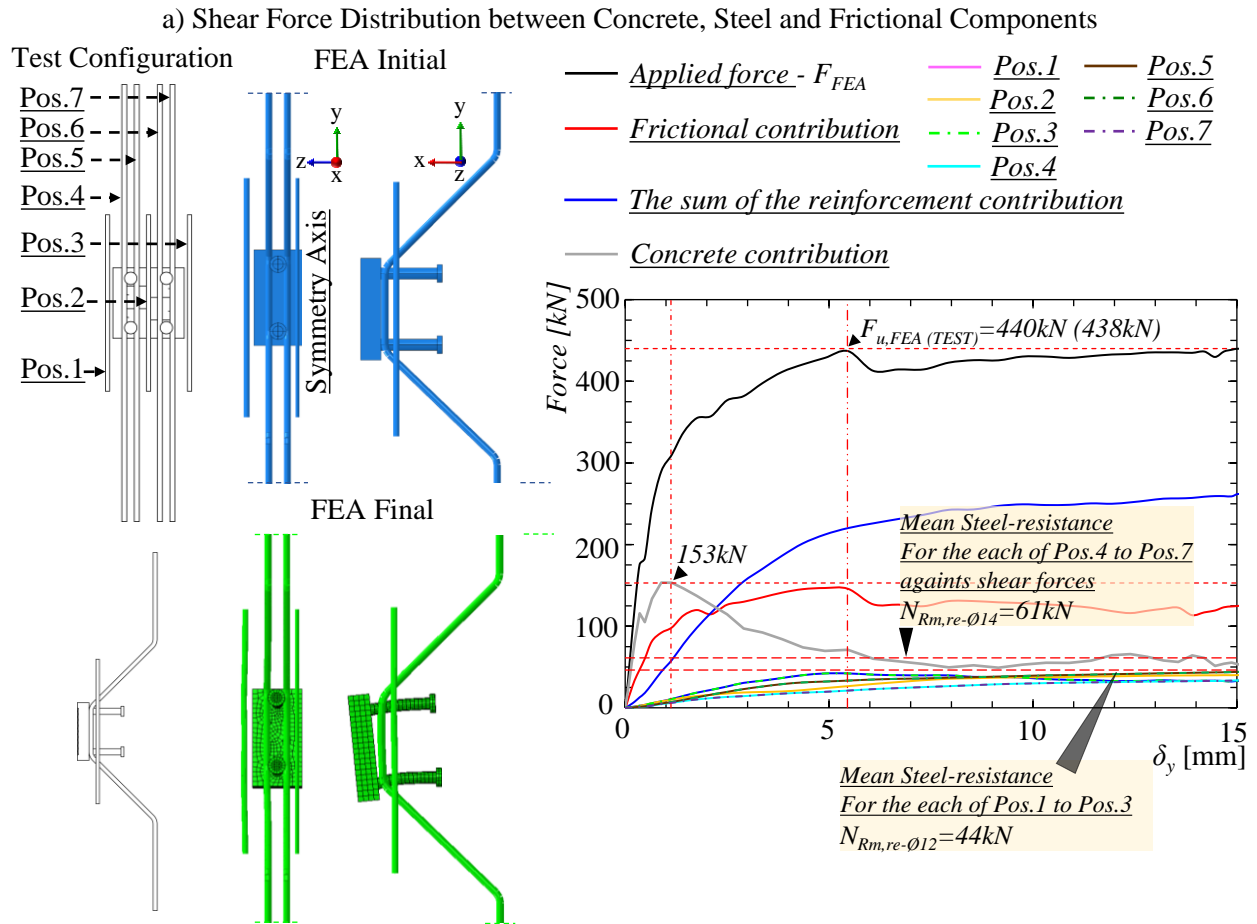 a) Shear Force Distribution between Concrete, Steel and Frictional Components
Test Configuration
FEA Initial
Pos.7
Pos.6
Pos.5
Pos.4
Pos.3
Pos.2
Pos.1
y
z
x
y
x
z
Symmetry Axis
FEA Final
Applied force - F_FEA
Frictional contribution
The sum of the reinforcement contribution
Concrete contribution
Pos.1
Pos.2
Pos.3
Pos.4
Pos.5
Pos.6
Pos.7
Force [kN]
500
400
300
200
100
0
F_u,FEA (TEST)=440kN (438kN)
153kN
Mean Steel-resistance
For the each of Pos.4 to Pos.7
againts shear forces
N_Rm,re-Ø14=61kN
0
5
10
15
δ_y [mm]
Mean Steel-resistance
For the each of Pos.1 to Pos.3
N_Rm,re-Ø12=44kN